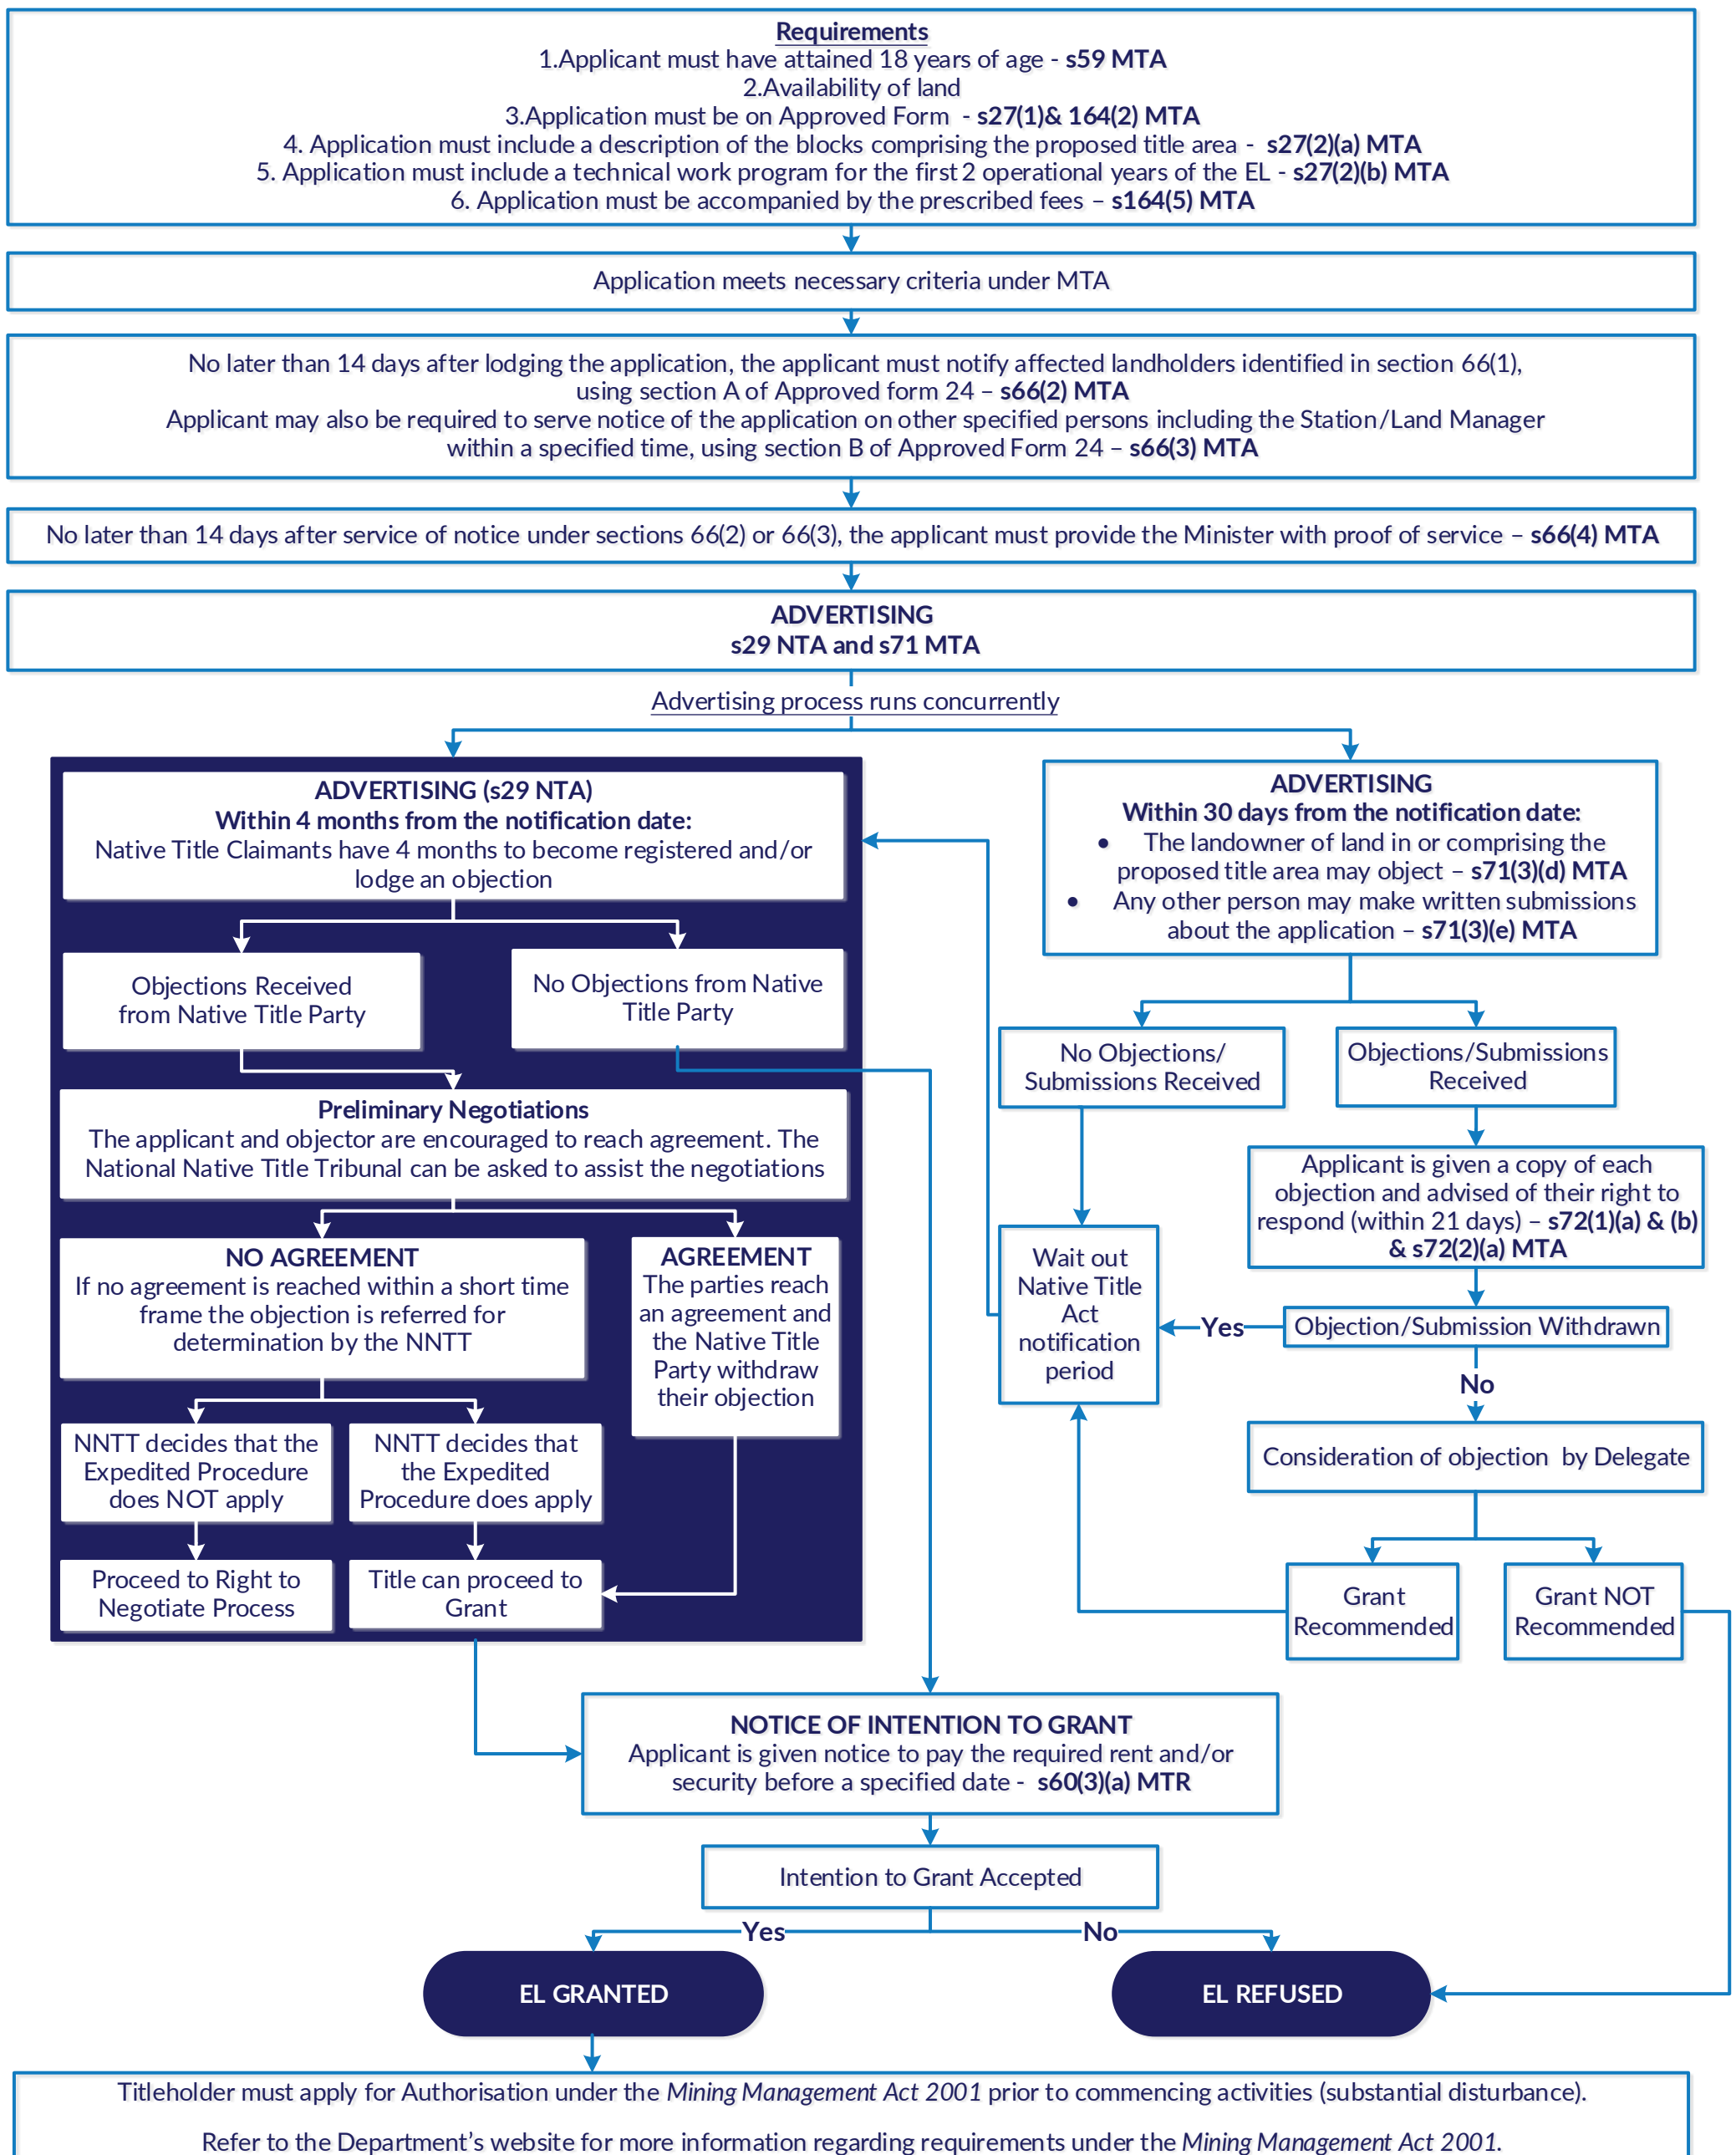 Requirements
1.Applicant must have attained 18 years of age - s59 MTA
2.Availability of land
3.Application must be on Approved Form - s27(1)& 164(2) MTA
4. Application must include a description of the blocks comprising the proposed title area - s27(2)(a) MTA
5. Application must include a technical work program for the first 2 operational years of the EL - s27(2)(b) MTA
6. Application must be accompanied by the prescribed fees – s164(5) MTA
Application meets necessary criteria under MTA
No later than 14 days after lodging the application, the applicant must notify affected landholders identified in section 66(1),
using section A of Approved form 24 – s66(2) MTA
Applicant may also be required to serve notice of the application on other specified persons including the Station/Land Manager
within a specified time, using section B of Approved Form 24 – s66(3) MTA
No later than 14 days after service of notice under sections 66(2) or 66(3), the applicant must provide the Minister with proof of service – s66(4) MTA
ADVERTISING
s29 NTA and s71 MTA
Advertising process runs concurrently
ADVERTISING (s29 NTA)
Within 4 months from the notification date:
Native Title Claimants have 4 months to become registered and/or
lodge an objection
Objections Received
from Native Title Party
No Objections from Native
Title Party
Preliminary Negotiations
The applicant and objector are encouraged to reach agreement. The
National Native Title Tribunal can be asked to assist the negotiations
NO AGREEMENT
If no agreement is reached within a short time
frame the objection is referred for
determination by the NNTT
AGREEMENT
The parties reach
an agreement and
the Native Title
Party withdraw
their objection
NNTT decides that the
Expedited Procedure
does NOT apply
NNTT decides that
the Expedited
Procedure does apply
Proceed to Right to
Negotiate Process
Title can proceed to
Grant
ADVERTISING
Within 30 days from the notification date:
• The landowner of land in or comprising the
proposed title area may object – s71(3)(d) MTA
• Any other person may make written submissions
about the application – s71(3)(e) MTA
No Objections/
Submissions Received
Objections/Submissions
Received
Applicant is given a copy of each
objection and advised of their right to
respond (within 21 days) – s72(1)(a) & (b)
& s72(2)(a) MTA
Wait out
Native Title
Act
notification
period
Yes
Objection/Submission Withdrawn
No
Consideration of objection by Delegate
Grant
Recommended
Grant NOT
Recommended
NOTICE OF INTENTION TO GRANT
Applicant is given notice to pay the required rent and/or
security before a specified date - s60(3)(a) MTR
Intention to Grant Accepted
Yes
No
EL GRANTED
EL REFUSED
Titleholder must apply for Authorisation under the Mining Management Act 2001 prior to commencing activities (substantial disturbance).
Refer to the Department's website for more information regarding requirements under the Mining Management Act 2001.